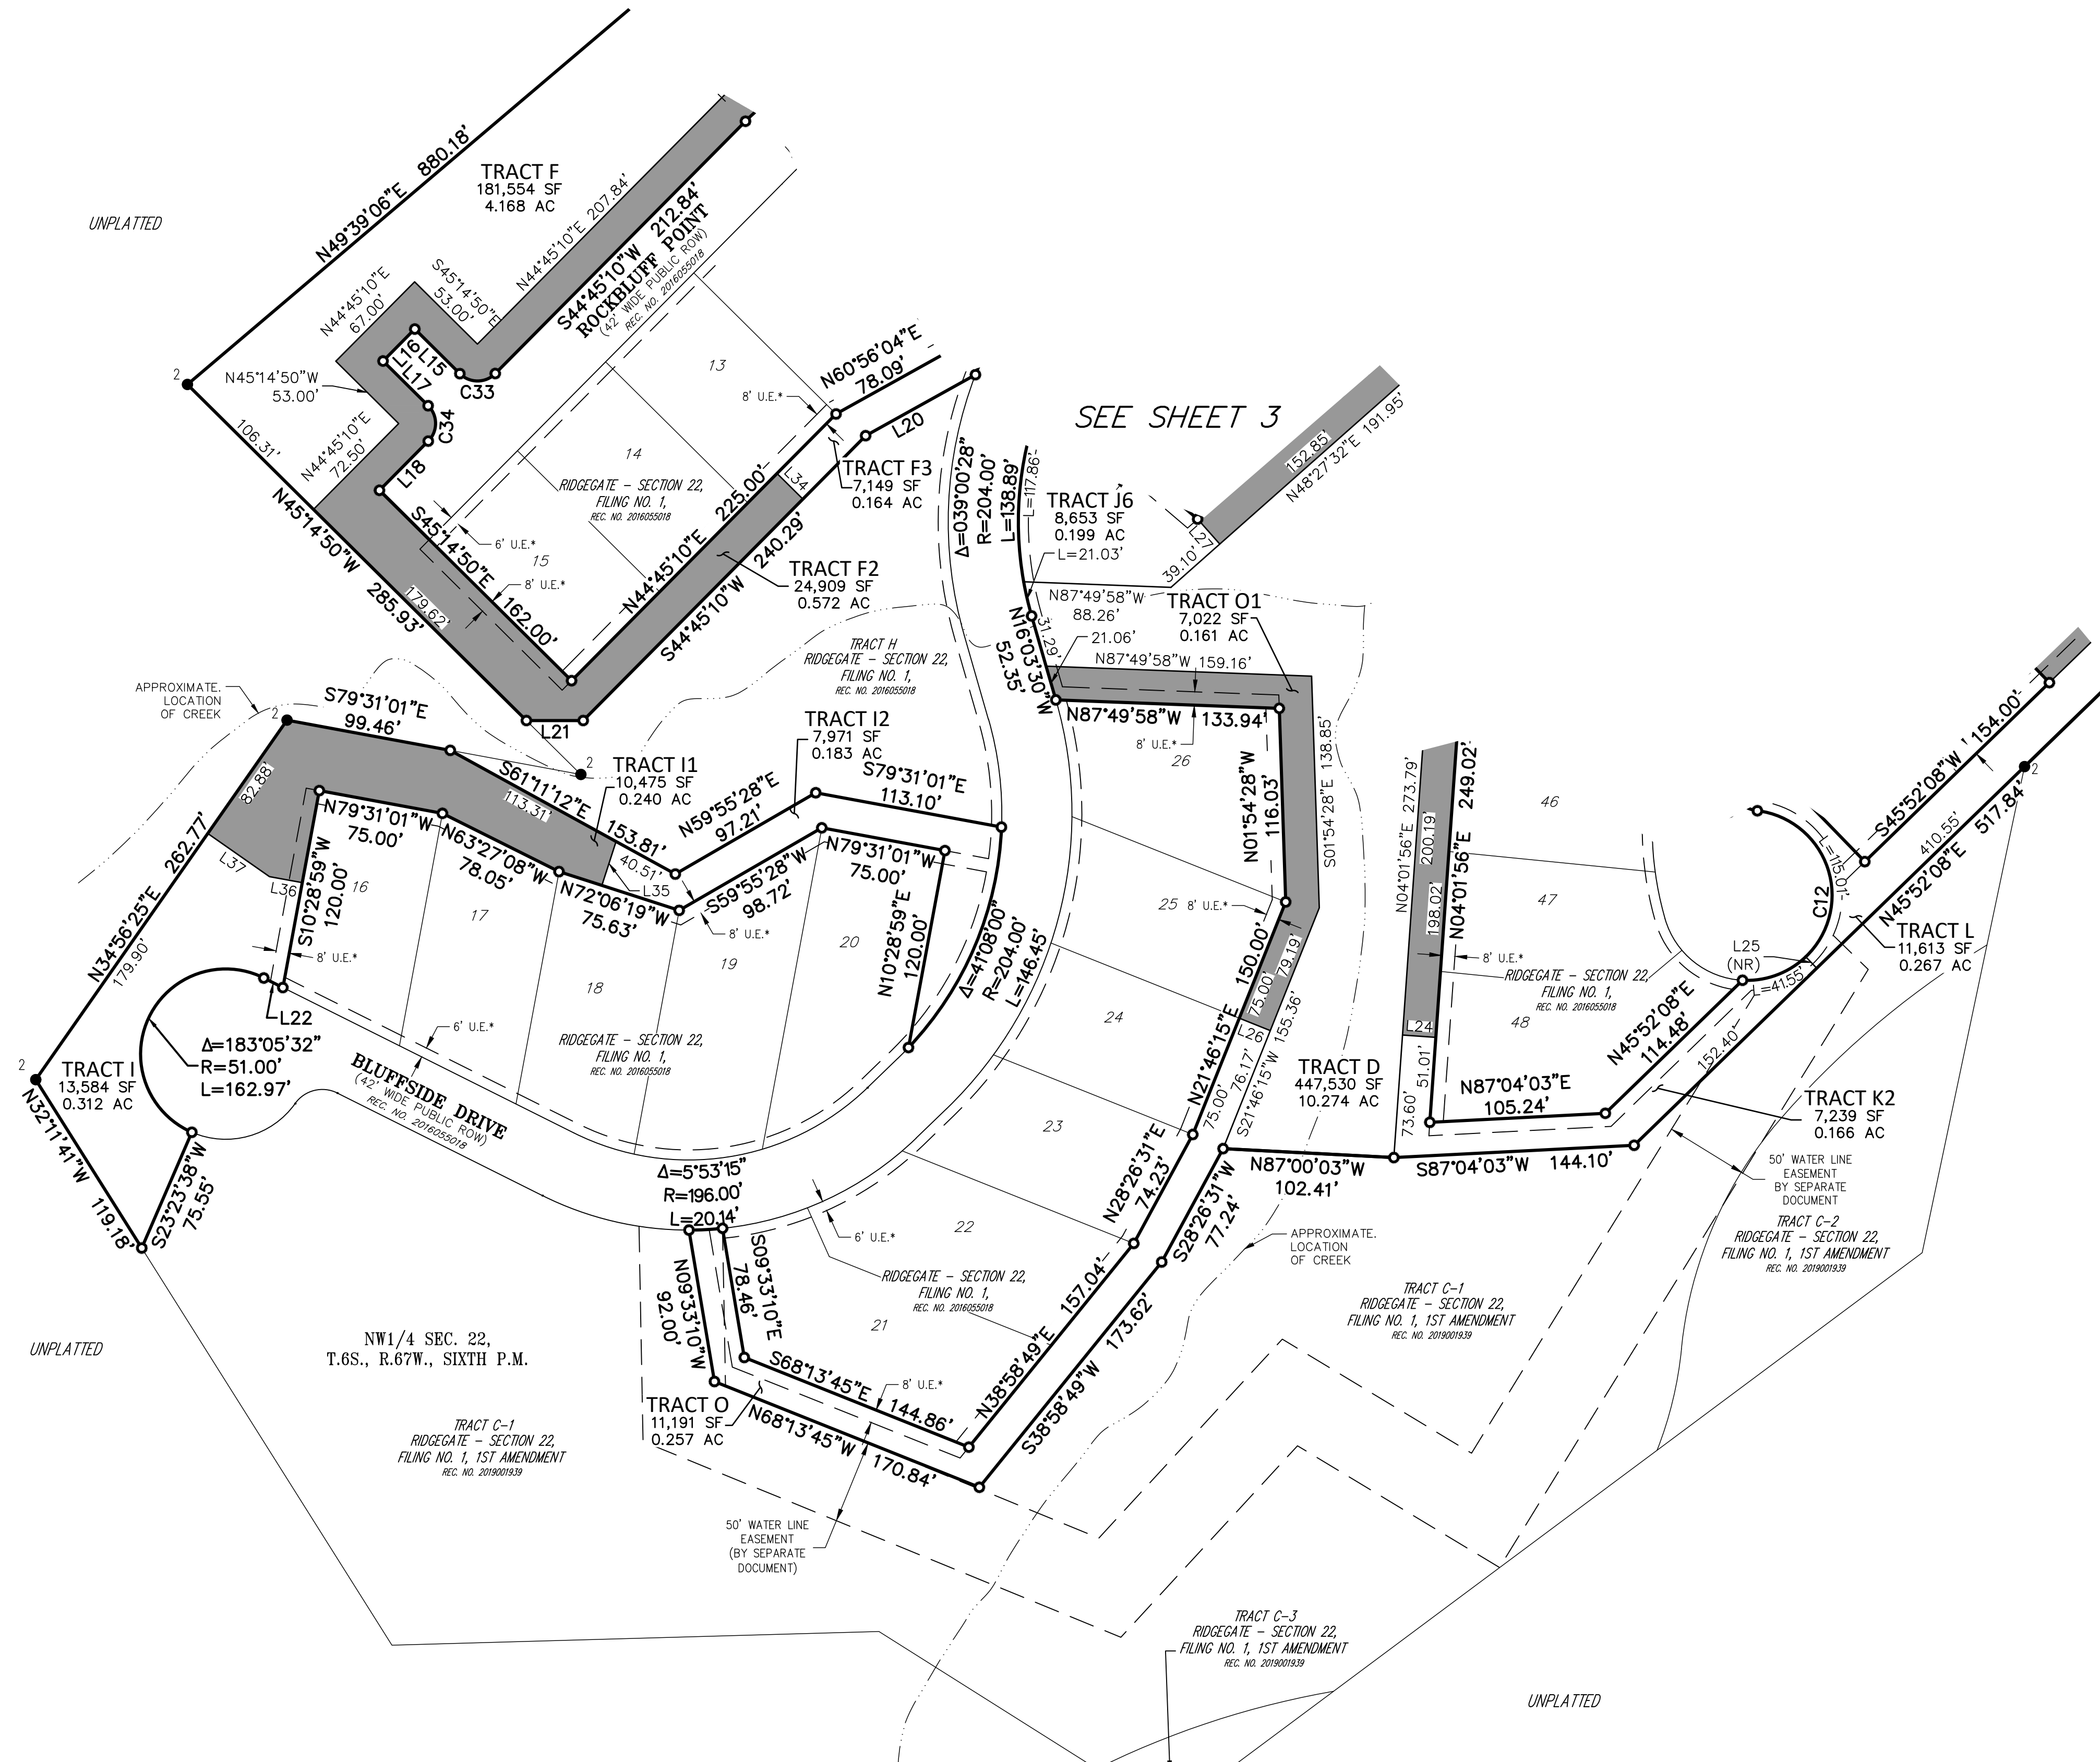 N49°39'06"E 880.18'
TRACT F
181,554 SF
4.168 AC
UNPLATTED
N44°45'10"E 207.84'
S44°45'10"W 212.84'
ROCKBLUFF POINT
(42' WIDE PUBLIC ROW)
REC. NO. 2016055018
N44°45'10"E
67.00'
S45°14'50"E
53.00'
2
L16
L15
L17
C33
N45°14'50"W
53.00'
C34
N44°45'10"E
72.50'
L18
106.31'
N45°14'50"W 285.93'
179.62'
S45°14'50"E 162.00'
6' U.E.*
8' U.E.*
13
14
15
8' U.E.*
RIDGEGATE – SECTION 22,
FILING NO. 1,
REC. NO. 2016055018
N60°56'04"E
78.09'
L20
N44°45'10"E 225.00'
L34
S44°45'10"W 240.29'
TRACT F3
7,149 SF
0.164 AC
TRACT F2
24,909 SF
0.572 AC
L21
2
SEE SHEET 3
Δ=039°00'28"
R=204.00'
L=138.89'
L=117.86'
TRACT J6
8,653 SF
0.199 AC
L=21.03'
152.85'
N48°27'32"E 191.95'
L27
39.10'
N87°49'58"W
88.26'
TRACT O1
7,022 SF
0.161 AC
N16°03'30"W
52.35'
31.29'
21.06'
N87°49'58"W 159.16'
N87°49'58"W 133.94'
8' U.E.*
26
N01°54'28"W
116.03'
S01°54'28"E 138.85'
TRACT H
RIDGEGATE – SECTION 22,
FILING NO. 1,
REC. NO. 2016055018
APPROXIMATE.
LOCATION
OF CREEK
2
S79°31'01"E
99.46'
S61°11'12"E 153.81'
113.31'
40.51'
TRACT I1
10,475 SF
0.240 AC
TRACT I2
7,971 SF
0.183 AC
N59°55'28"E
97.21'
S79°31'01"E
113.10'
82.88'
N79°31'01"W
75.00'
N63°27'08"W
78.05'
N72°06'19"W
75.63'
L35
S59°55'28"W
98.72'
N79°31'01"W
75.00'
N10°28'59"E
120.00'
Δ=41°08'00"
R=204.00'
L=146.45'
L37
L36
S10°28'59"W
120.00'
N34°56'25"E 262.77'
179.90'
8' U.E.*
8' U.E.*
16
17
18
19
20
6' U.E.*
RIDGEGATE – SECTION 22,
FILING NO. 1,
REC. NO. 2016055018
L22
Δ=183°05'32"
R=51.00'
L=162.97'
2
TRACT I
13,584 SF
0.312 AC
N32°11'41"W 119.18'
S23°23'38"W
75.55'
BLUFFSIDE DRIVE
(42' WIDE PUBLIC ROW)
REC. NO. 2016055018
25
8' U.E.*
N21°46'15"E 150.00'
79.19'
75.00'
L26
75.00'
76.17'
S21°46'15"W 155.36'
24
23
22
21
TRACT D
447,530 SF
10.274 AC
N04°01'56"E 273.79'
200.19'
198.02'
N04°01'56"E 249.02'
8' U.E.*
L24
51.01'
73.60'
46
47
48
RIDGEGATE – SECTION 22,
FILING NO. 1,
REC. NO. 2016055018
N87°04'03"E
105.24'
N45°52'08"E
114.48'
L25
(NR)
C12
L=115.01'
L=41.55'
S45°52'08"W 154.00'
2
N45°52'08"E 517.84'
410.55'
152.40'
TRACT L
11,613 SF
0.267 AC
TRACT K2
7,239 SF
0.166 AC
50' WATER LINE
EASEMENT
BY SEPARATE
DOCUMENT
N87°00'03"W
102.41'
S87°04'03"W 144.10'
Δ=5°53'15"
R=196.00'
L=20.14'
N09°33'10"W
92.00'
S09°33'10"E
78.46'
S68°13'45"E 144.86'
8' U.E.*
N68°13'45"W 170.84'
TRACT O
11,191 SF
0.257 AC
6' U.E.*
RIDGEGATE – SECTION 22,
FILING NO. 1,
REC. NO. 2016055018
N28°26'31"E
74.23'
S28°26'31"W
77.24'
N38°58'49"E 157.04'
S38°58'49"W 173.62'
APPROXIMATE.
LOCATION
OF CREEK
TRACT C-2
RIDGEGATE – SECTION 22,
FILING NO. 1, 1ST AMENDMENT
REC. NO. 2019001939
TRACT C-1
RIDGEGATE – SECTION 22,
FILING NO. 1, 1ST AMENDMENT
REC. NO. 2019001939
UNPLATTED
NW1/4 SEC. 22,
T.6S., R.67W., SIXTH P.M.
TRACT C-1
RIDGEGATE – SECTION 22,
FILING NO. 1, 1ST AMENDMENT
REC. NO. 2019001939
50' WATER LINE
EASEMENT
(BY SEPARATE
DOCUMENT)
TRACT C-3
RIDGEGATE – SECTION 22,
FILING NO. 1, 1ST AMENDMENT
REC. NO. 2019001939
UNPLATTED